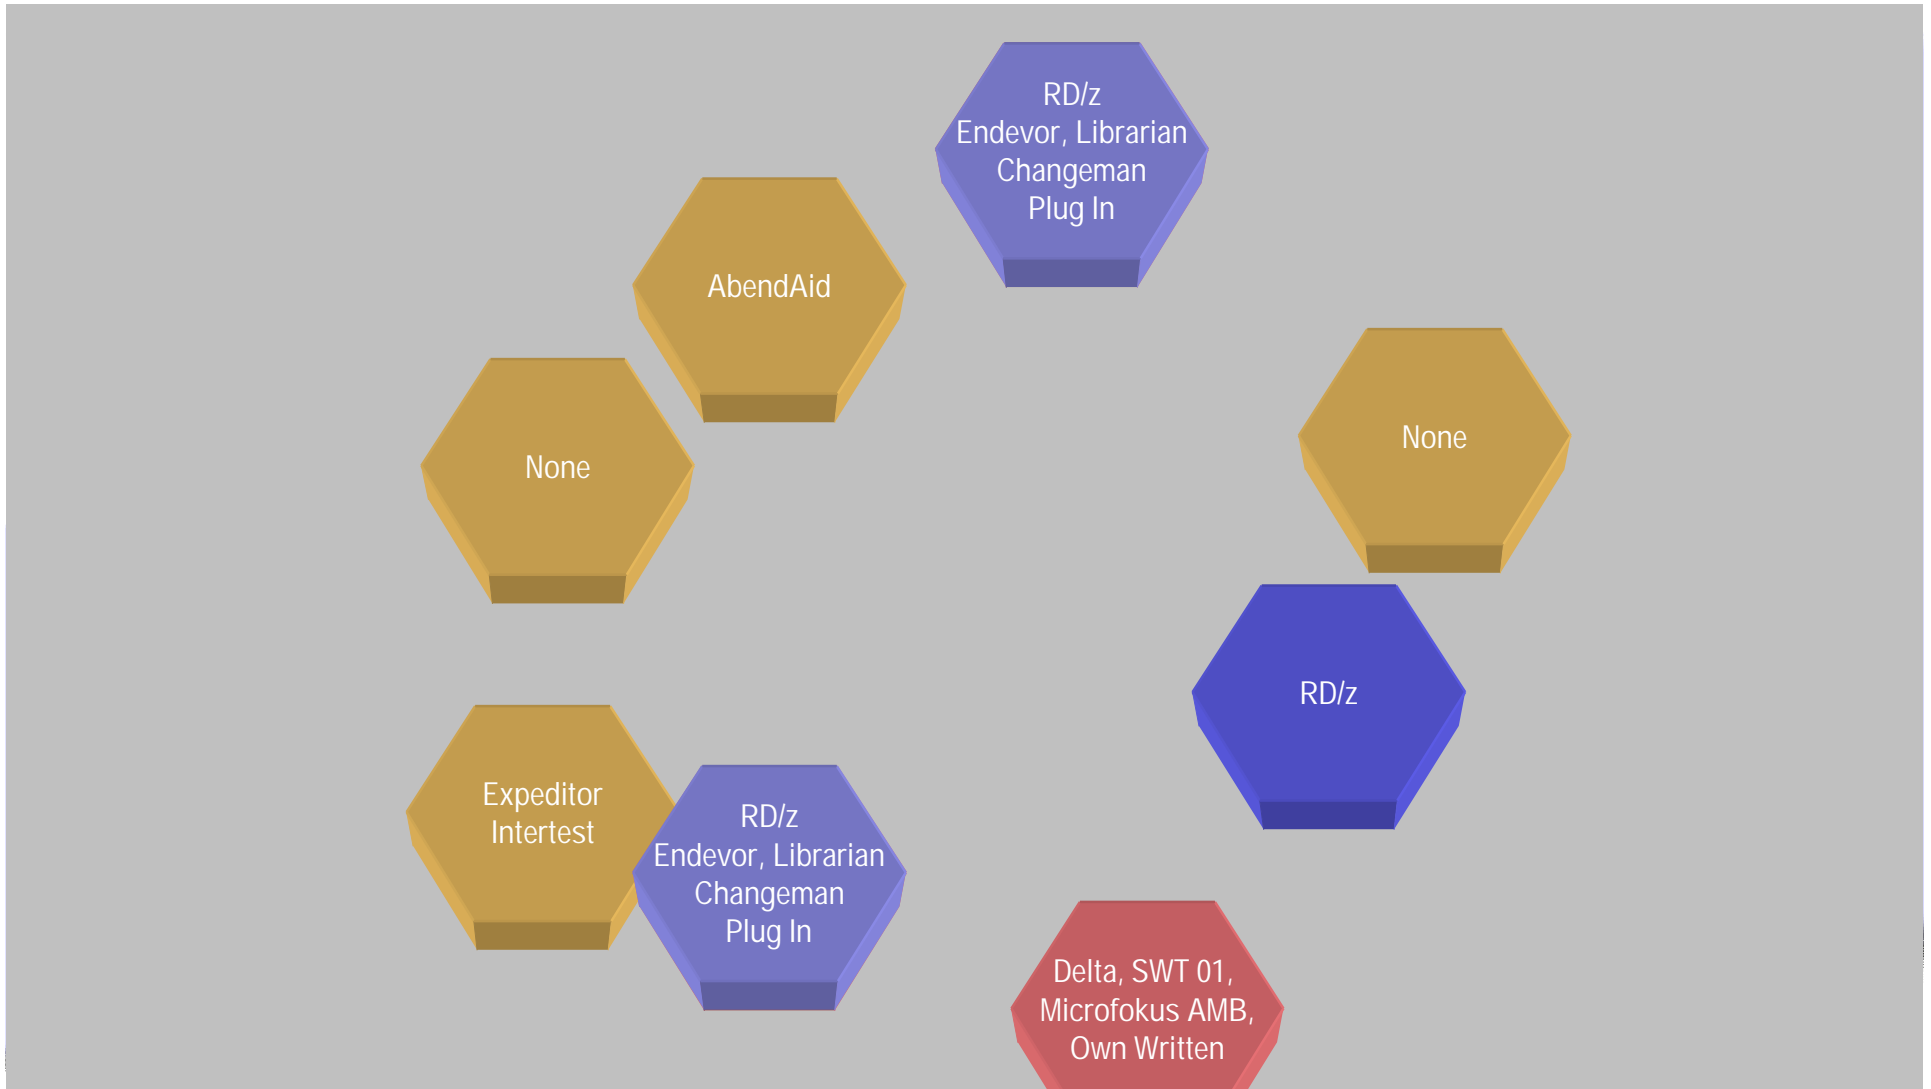 RD/z
Endevor, Librarian
Changeman
Plug In
AbendAid
None
None
RD/z
Expeditor
Intertest
RD/z
Endevor, Librarian
Changeman
Plug In
Delta, SWT 01,
Microfokus AMB,
Own Written